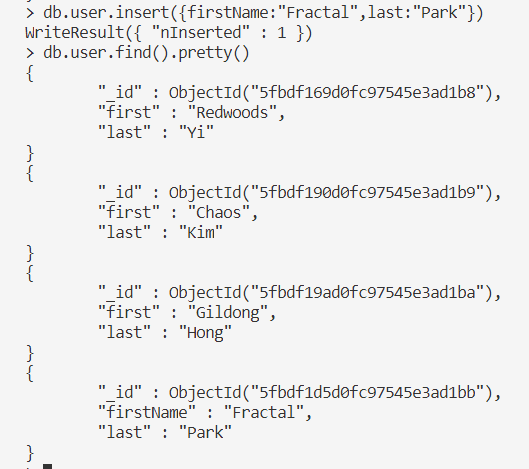 > db.user.insert({firstName:"Fractal",last:"Park"})
WriteResult({ "nInserted" : 1 })
> db.user.find().pretty()
{
        "_id" : ObjectId("5fbdf169d0fc97545e3ad1b8"),
        "first" : "Redwoods",
        "last" : "Yi"
}
{
        "_id" : ObjectId("5fbdf190d0fc97545e3ad1b9"),
        "first" : "Chaos",
        "last" : "Kim"
}
{
        "_id" : ObjectId("5fbdf19ad0fc97545e3ad1ba"),
        "first" : "Gildong",
        "last" : "Hong"
}
{
        "_id" : ObjectId("5fbdf1d5d0fc97545e3ad1bb"),
        "firstName" : "Fractal",
        "last" : "Park"
}